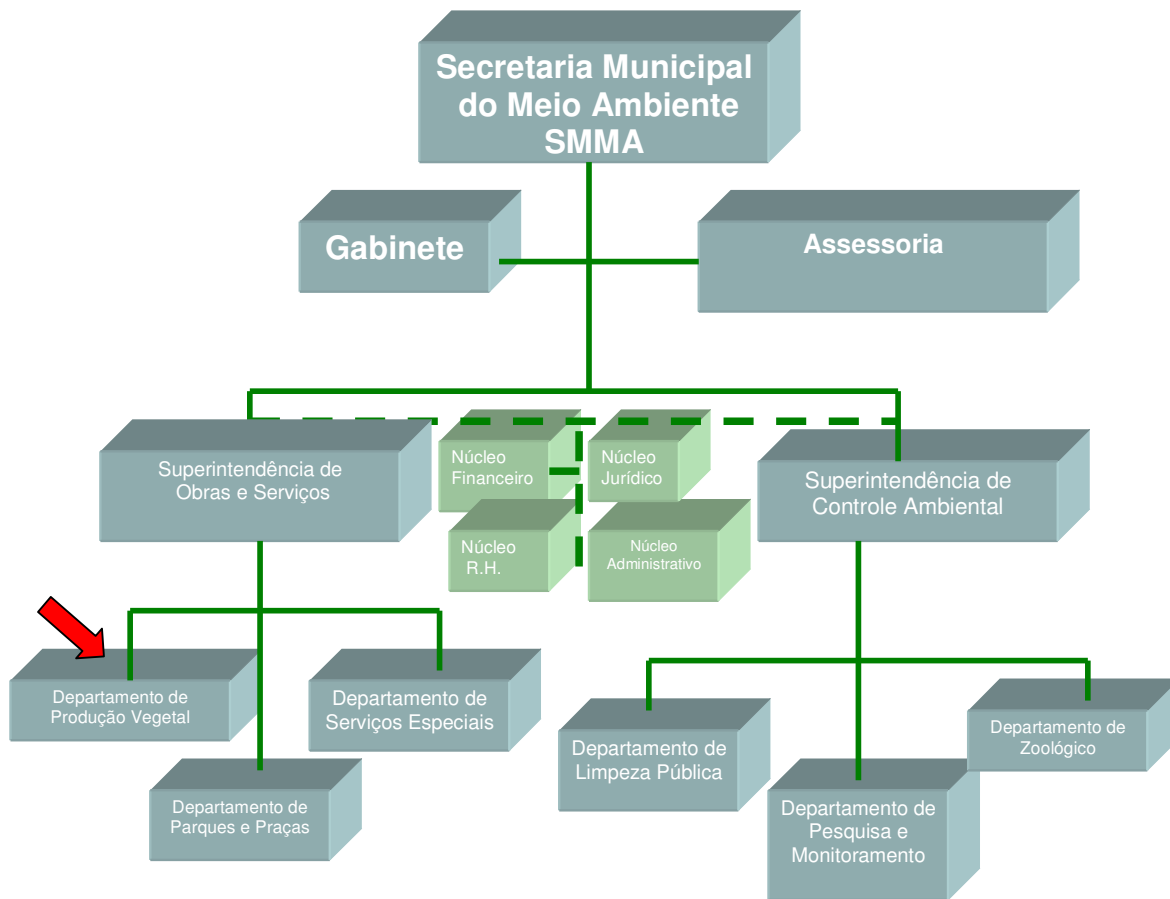 Secretaria Municipal
do Meio Ambiente
SMMA
Gabinete
Assessoria
Superintendência de
Obras e Serviços
Núcleo
Financeiro
Núcleo
Jurídico
Núcleo
R.H.
Núcleo
Administrativo
Superintendência de
Controle Ambiental
Departamento de
Produção Vegetal
Departamento de
Serviços Especiais
Departamento de
Parques e Praças
Departamento de
Limpeza Pública
Departamento de
Pesquisa e
Monitoramento
Departamento de
Zoológico